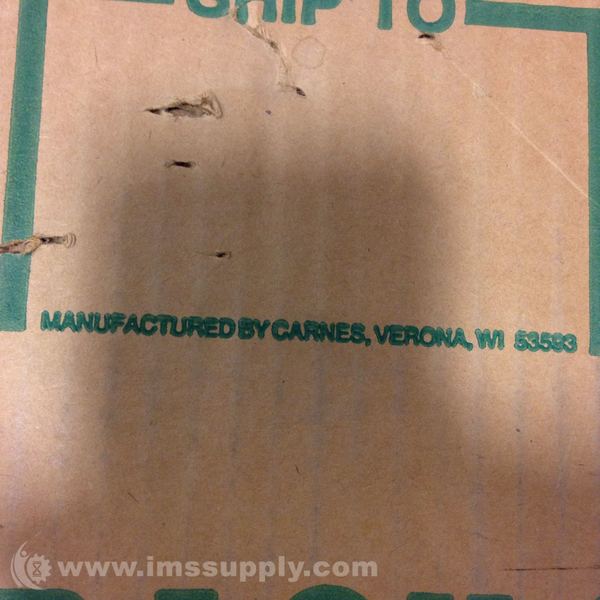 SHIP TO
MANUFACTURED BY CARNES, VERONA, WI 53593
www.imssupply.com